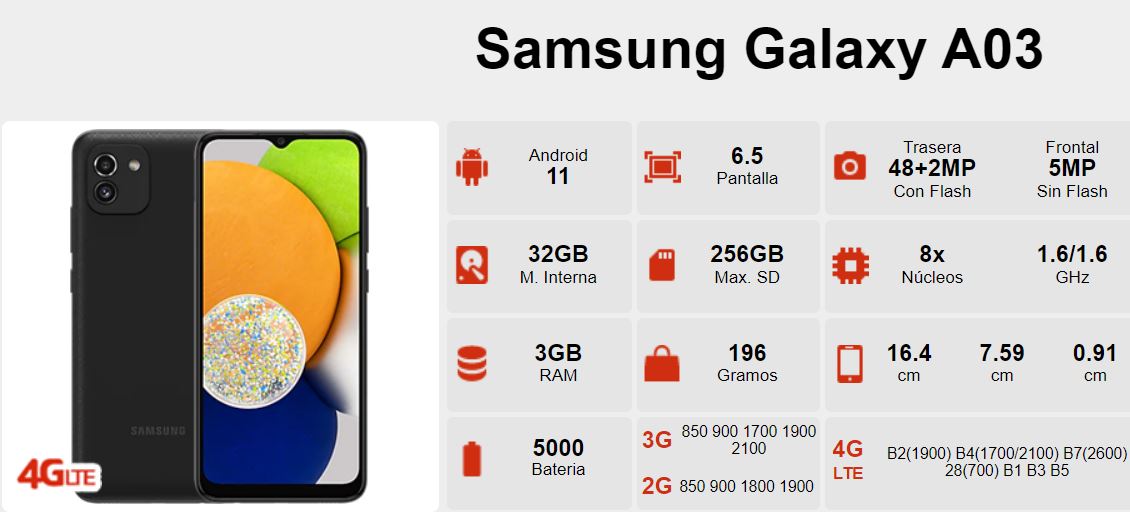 Samsung Galaxy A03
Android
11
6.5
Pantalla
Trasera
48+2MP
Con Flash
Frontal
5MP
Sin Flash
32GB
M. Interna
256GB
Max. SD
8x
Núcleos
1.6/1.6
GHz
3GB
RAM
196
Gramos
16.4
cm
7.59
cm
0.91
cm
5000
Bateria
3G
850 900 1700 1900
2100
2G
850 900 1800 1900
4G
LTE
B2(1900) B4(1700/2100) B7(2600)
28(700) B1 B3 B5
SAMSUNG
4G LTE